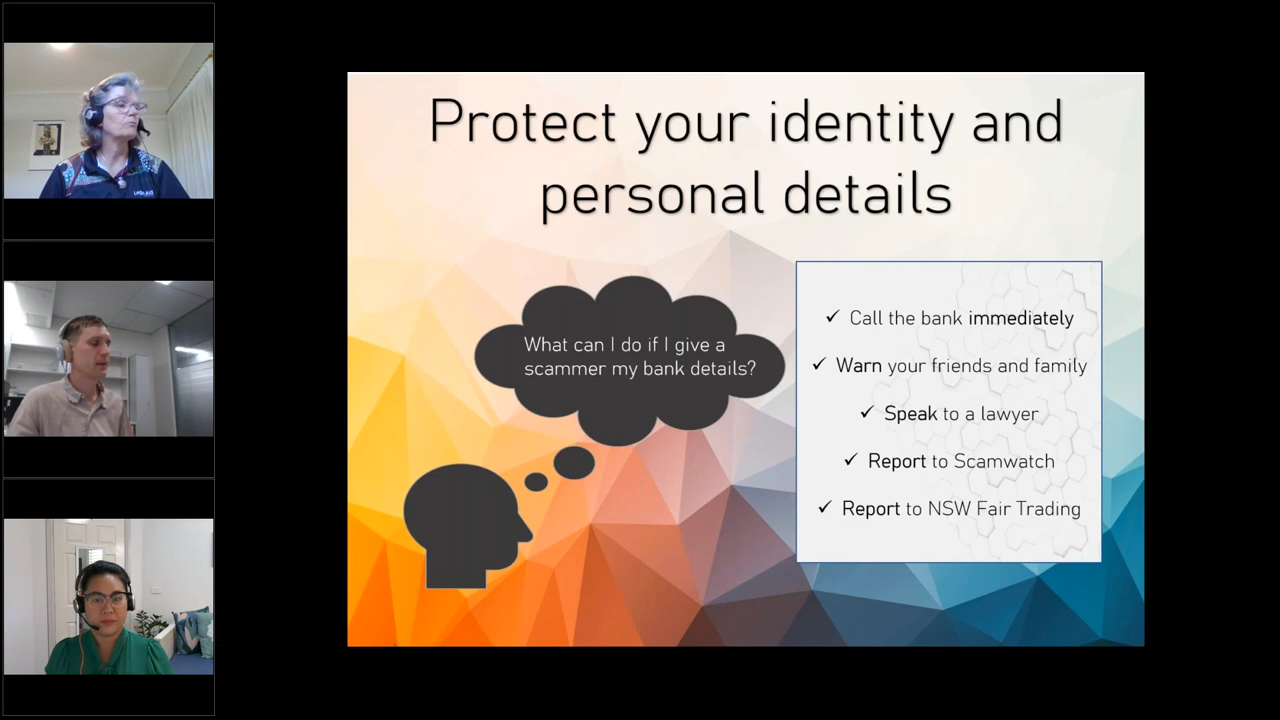 Protect your identity and
personal details
What can I do if I give a
scammer my bank details?
✓ Call the bank immediately
✓ Warn your friends and family
✓ Speak to a lawyer
✓ Report to Scamwatch
✓ Report to NSW Fair Trading